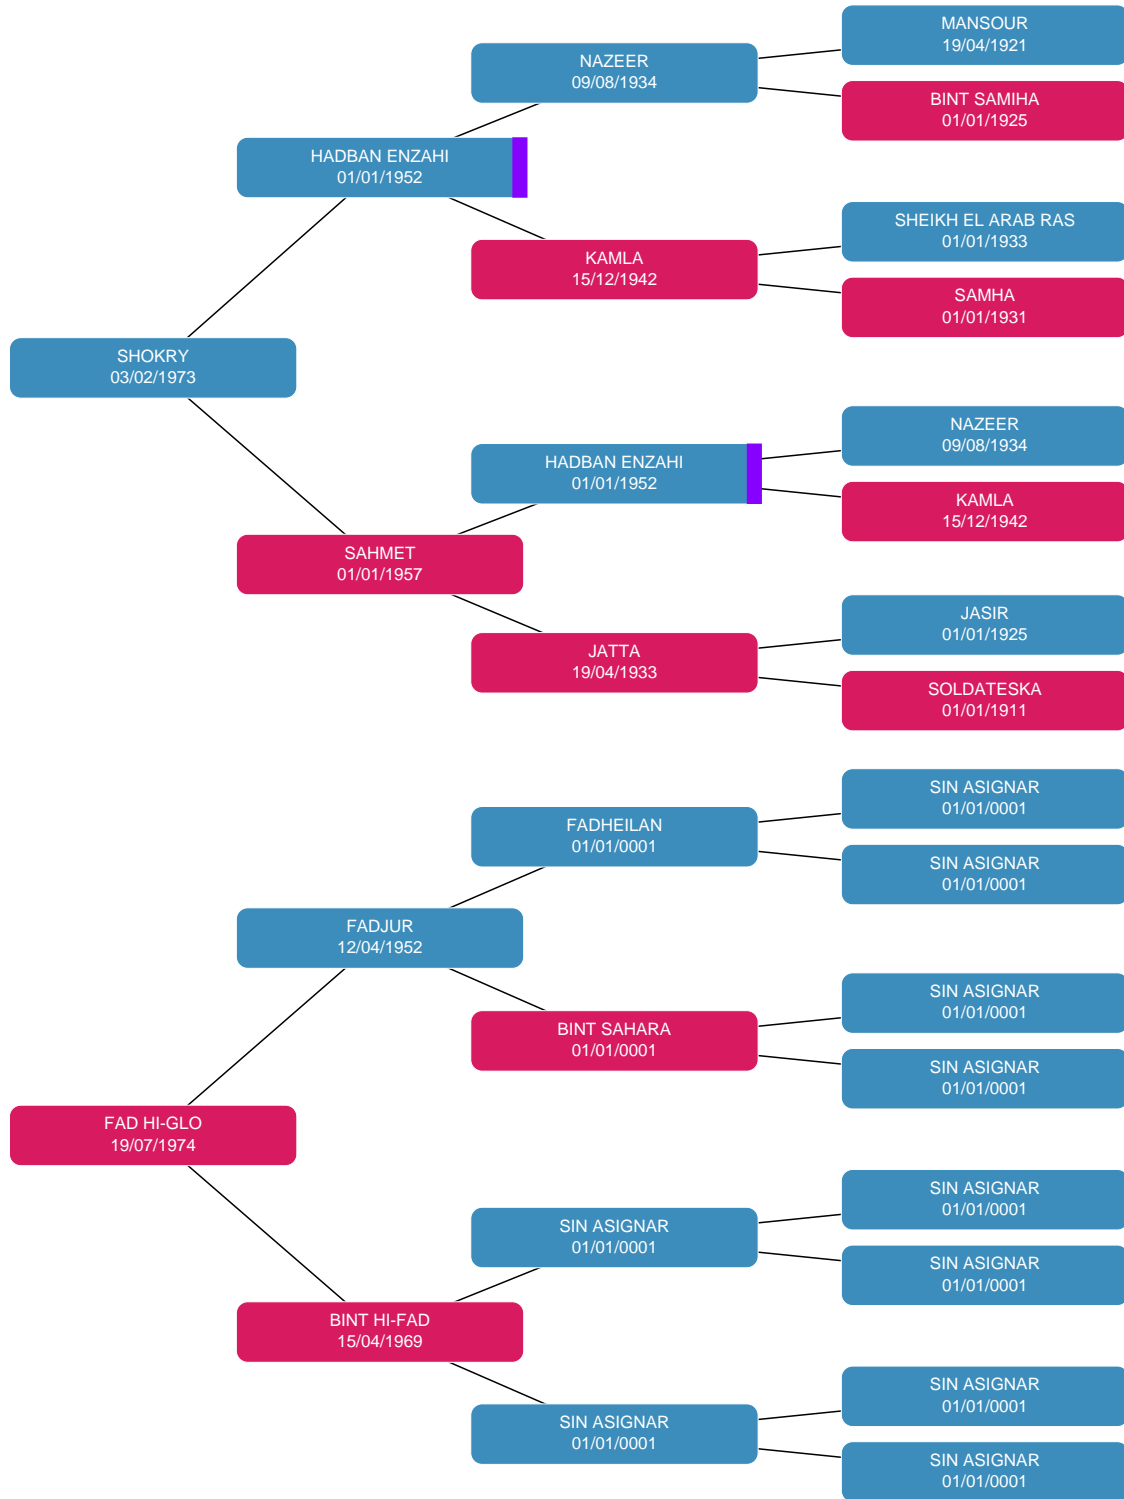 MANSOUR
19/04/1921
NAZEER
09/08/1934
BINT SAMIHA
01/01/1925
HADBAN ENZAHI
01/01/1952
SHEIKH EL ARAB RAS
01/01/1933
KAMLA
15/12/1942
SAMHA
01/01/1931
SHOKRY
03/02/1973
NAZEER
09/08/1934
HADBAN ENZAHI
01/01/1952
KAMLA
15/12/1942
SAHMET
01/01/1957
JASIR
01/01/1925
JATTA
19/04/1933
SOLDATESKA
01/01/1911
SIN ASIGNAR
01/01/0001
FADHEILAN
01/01/0001
SIN ASIGNAR
01/01/0001
FADJUR
12/04/1952
SIN ASIGNAR
01/01/0001
BINT SAHARA
01/01/0001
SIN ASIGNAR
01/01/0001
FAD HI-GLO
19/07/1974
SIN ASIGNAR
01/01/0001
SIN ASIGNAR
01/01/0001
SIN ASIGNAR
01/01/0001
BINT HI-FAD
15/04/1969
SIN ASIGNAR
01/01/0001
SIN ASIGNAR
01/01/0001
SIN ASIGNAR
01/01/0001